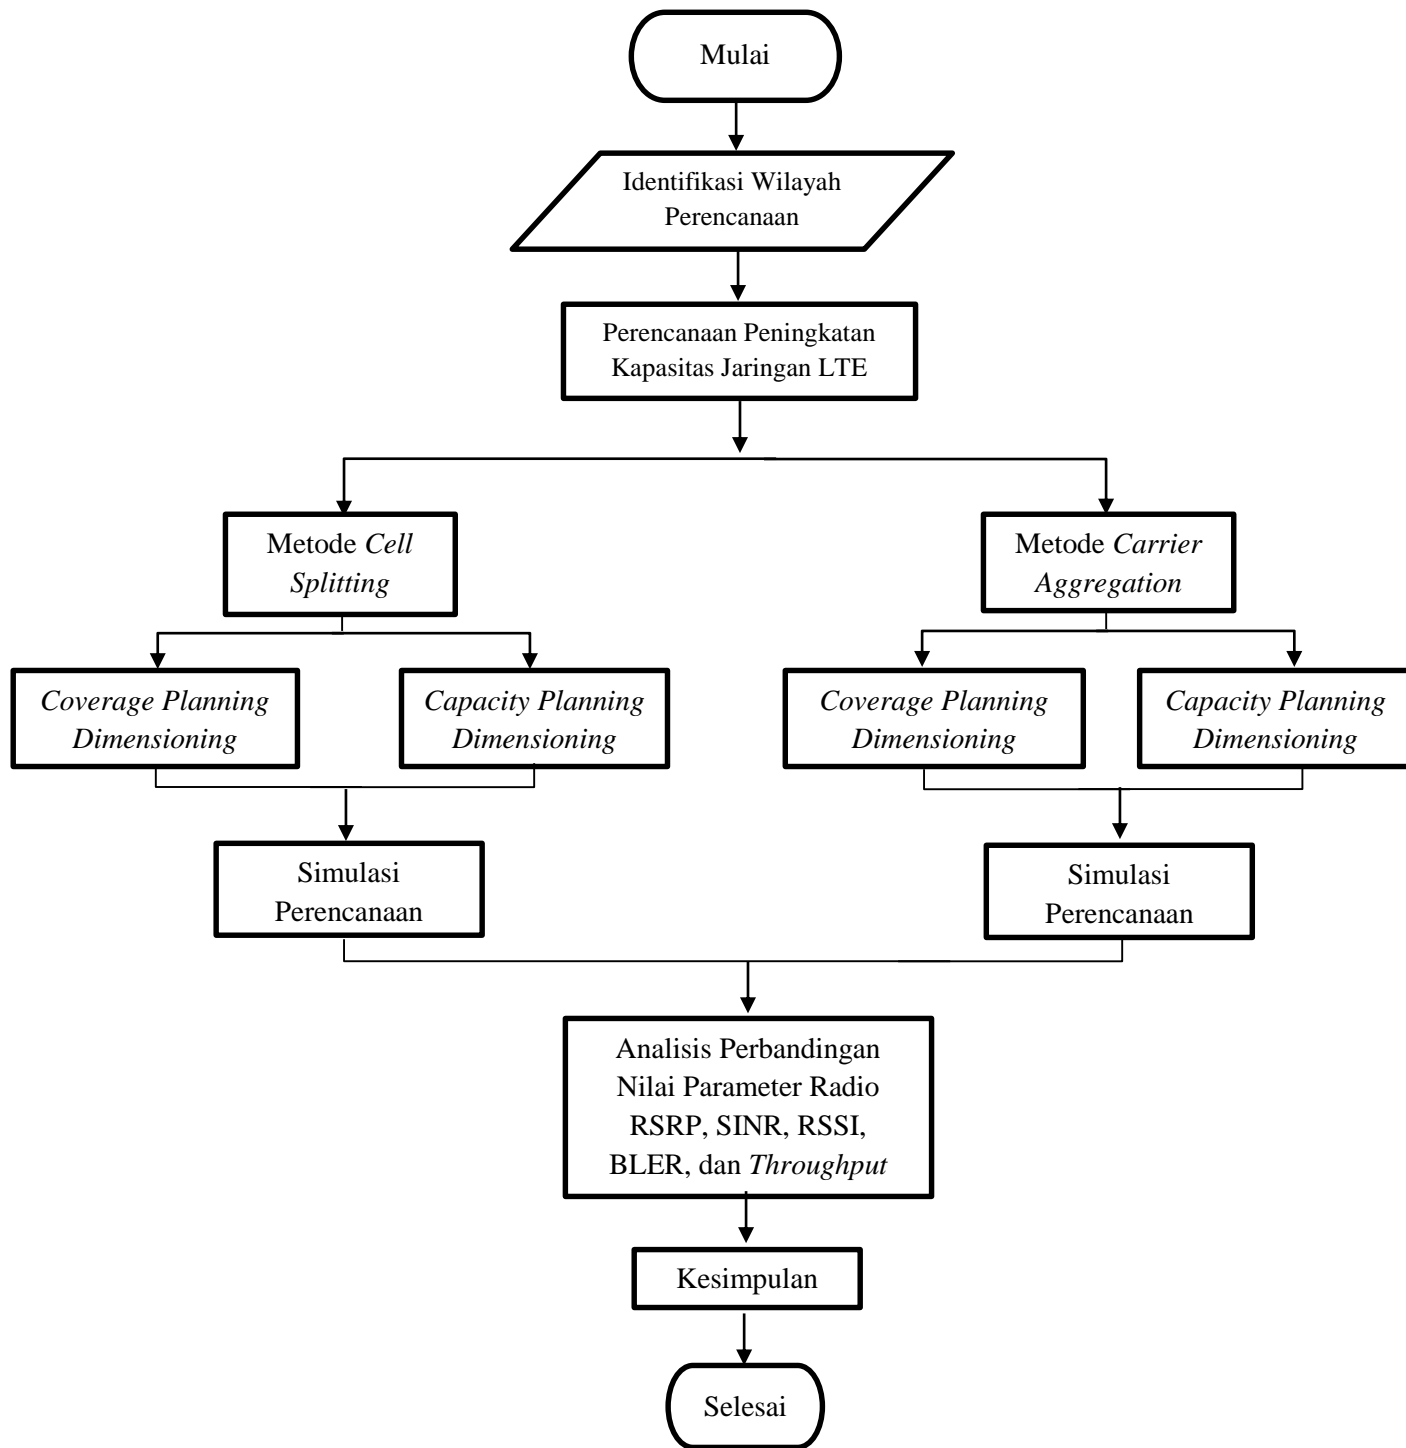 Mulai
Identifikasi Wilayah
Perencanaan
Perencanaan Peningkatan
Kapasitas Jaringan LTE
Metode Cell
Splitting
Metode Carrier
Aggregation
Coverage Planning
Dimensioning
Capacity Planning
Dimensioning
Coverage Planning
Dimensioning
Capacity Planning
Dimensioning
Simulasi
Perencanaan
Simulasi
Perencanaan
Analisis Perbandingan
Nilai Parameter Radio
RSRP, SINR, RSSI,
BLER, dan Throughput
Kesimpulan
Selesai